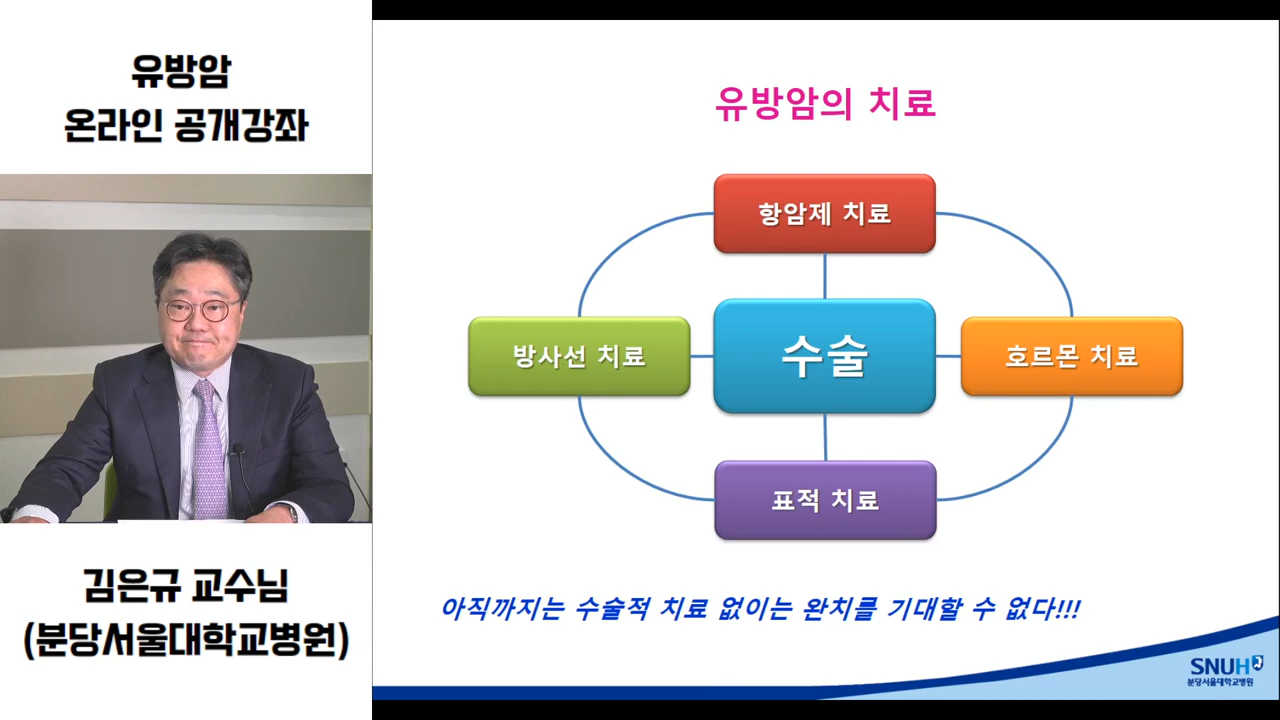 유방암
온라인 공개강좌
김은규 교수님
(분당서울대학교병원)
유방암의 치료
항암제 치료
방사선 치료
수술
호르몬 치료
표적 치료
아직까지는 수술적 치료 없이는 완치를 기대할 수 없다!!!
SNUH
분당서울대학교병원